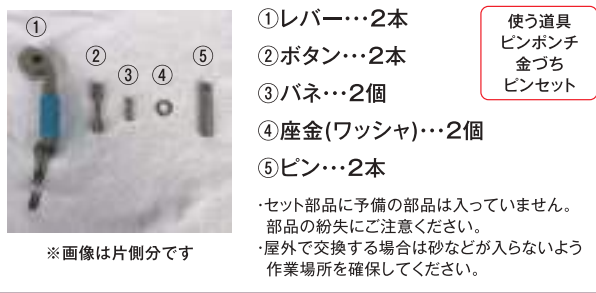 ①
②
③
④
⑤
※画像は片側分です
①レバー…2本
②ボタン…2本
③バネ…2個
④座金(ワッシャ)…2個
⑤ピン…2本
使う道具
ピンポンチ
金づち
ピンセット
・セット部品に予備の部品は入っていません。
部品の紛失にご注意ください。
・屋外で交換する場合は砂などが入らないよう
作業場所を確保してください。